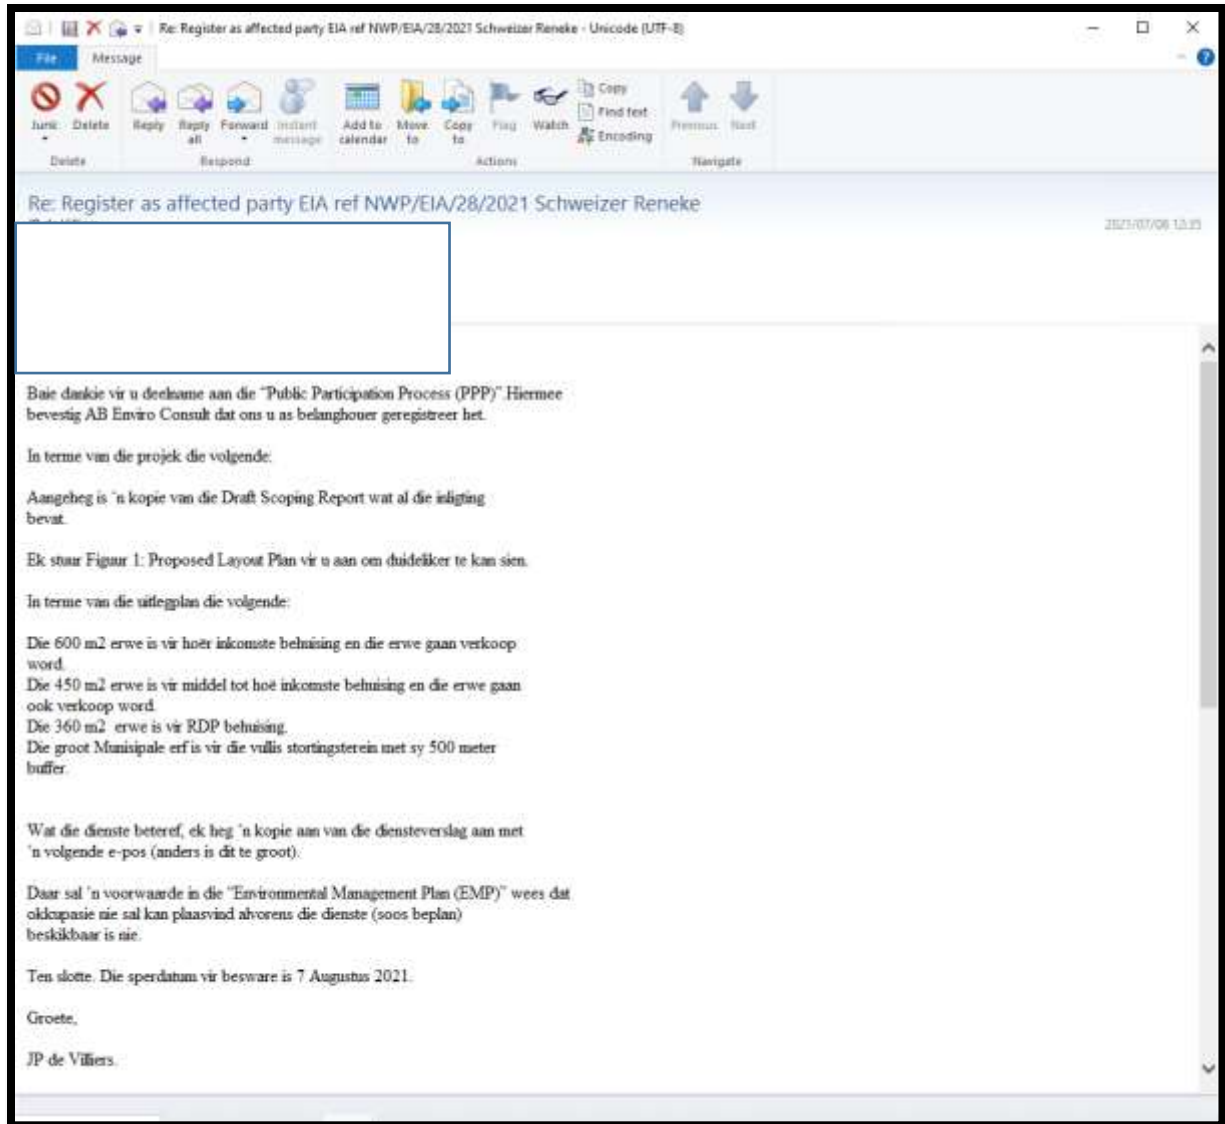 Re: Register as affected party EIA ref NWP/EIA/28/2021 Schweizer Reneke - Unicode (UTF-8)
File Message
Junk Delete Reply Reply all Forward Instant message Add to calendar Move to Copy to Flag Watch Copy Find text Encoding Previous Next
Delete Respond Actions Navigate
Re: Register as affected party EIA ref NWP/EIA/28/2021 Schweizer Reneke
2021/07/06
Baie dankie vir u deelname aan die "Public Participation Process (PPP)".Hiermee
bevestig AB Enviro Consult dat ons u as belanghouer geregistreer het.
In terme van die projek die volgende:
Aangeheg is 'n kopie van die Draft Scoping Report wat al die inligting
bevat.
Ek stuur Figuur 1: Proposed Layout Plan vir u aan om duideliker te kan sien.
In terme van die uitlegplan die volgende:
Die 600 m2 erwe is vir hoër inkomste behuising en die erwe gaan verkoop
word.
Die 450 m2 erwe is vir middel tot hoë inkomste behuising en die erwe gaan
ook verkoop word.
Die 360 m2 erwe is vir RDP behuising.
Die groot Munisipale erf is vir die vullis stortingsterein met sy 500 meter
buffer.
Wat die dienste beteref, ek heg 'n kopie aan van die diensteverslag aan met
'n volgende e-pos (anders is dit te groot).
Daar sal 'n voorwaarde in die "Environmental Management Plan (EMP)" wees dat
okkupasie nie sal kan plaasvind alvorens die dienste (soos beplan)
beskikbaar is nie.
Ten slotte. Die sperdatum vir besware is 7 Augustus 2021.
Groete,
JP de Villiers.